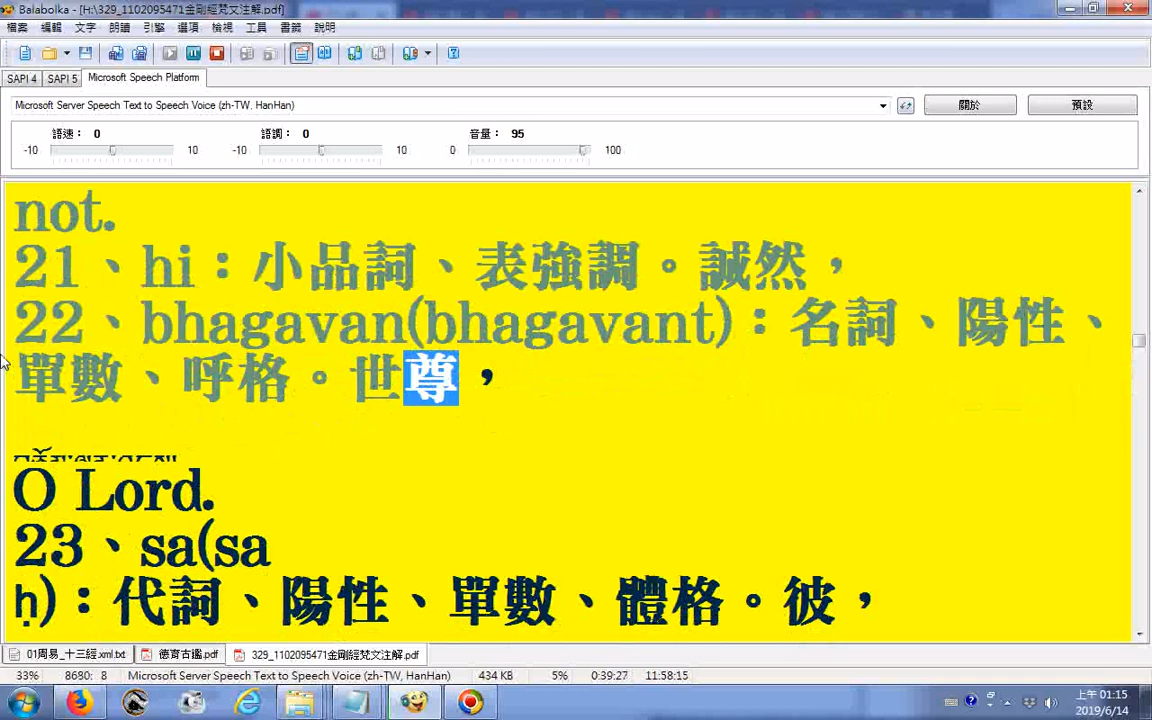 Balabolka - [H:\329_1102095471金剛經梵文注解.pdf]
檔案 編輯 文字 朗讀 引擎 選項 檢視 工具 書籤 說明
SAPI 4 SAPI 5 Microsoft Speech Platform
Microsoft Server Speech Text to Speech Voice (zh-TW, HanHan) 關於 預設
語速： 0 語調： 0 音量： 95
-10 10 -10 10 0 100
not.
21、hi：小品詞、表強調。誠然，
22、bhagavan(bhagavant)：名詞、陽性、
單數、呼格。世尊，
O Lord.
23、sa(sa
ḥ)：代詞、陽性、單數、體格。彼，
01周易_十三經.xml.txt 德育古鑑.pdf 329_1102095471金剛經梵文注解.pdf
33% 8680: 8 Microsoft Server Speech Text to Speech Voice (zh-TW, HanHan) 434 KB 5% 0:39:27 11:58:15
上午 01:15
2019/6/14